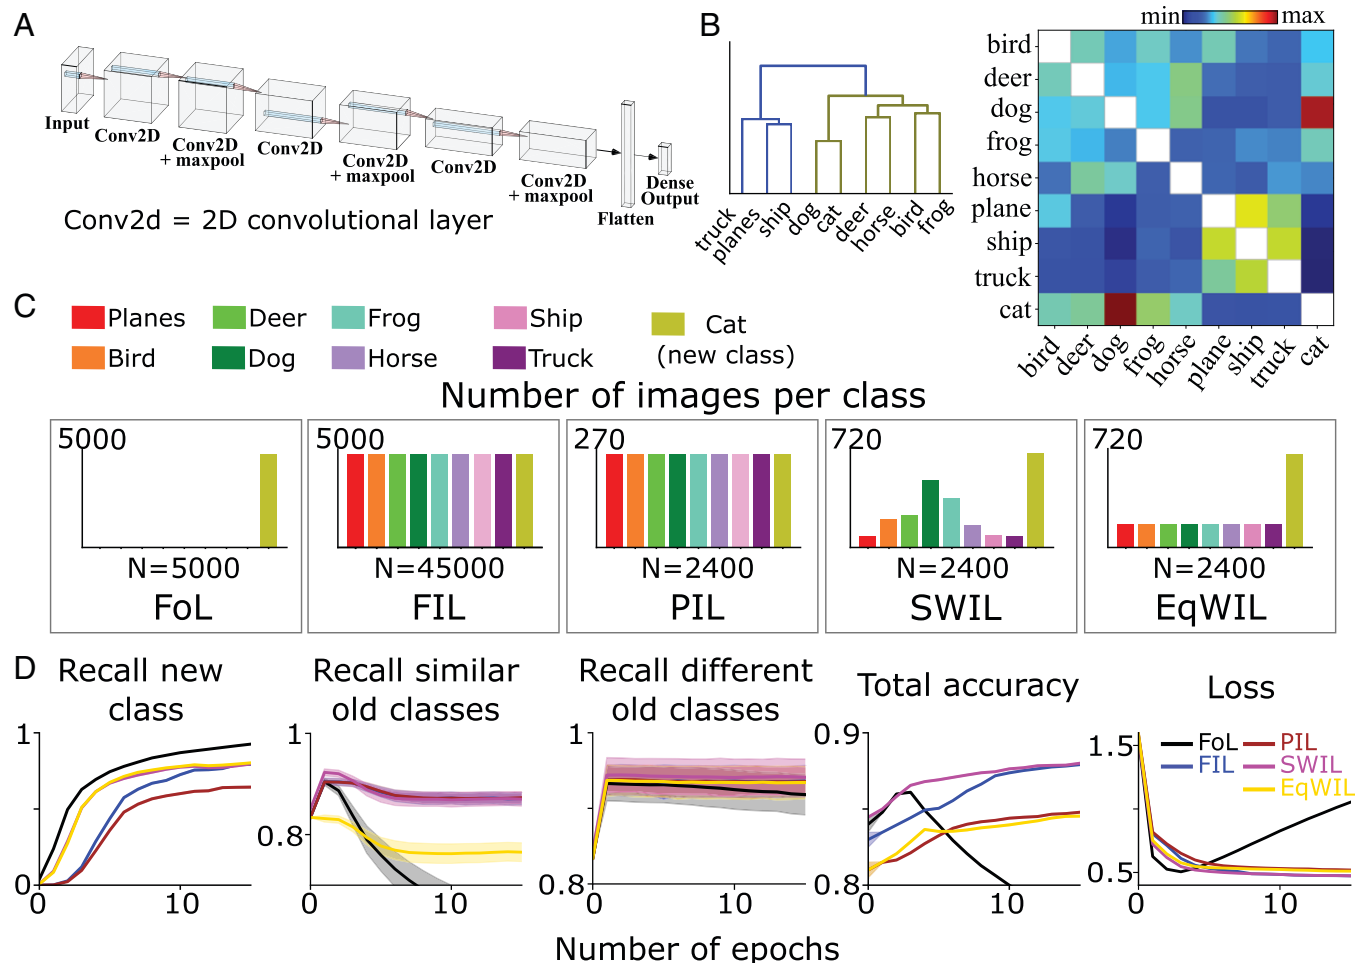 A
Input
Conv2D
Conv2D
+ maxpool
Conv2D
Conv2D
+ maxpool
Conv2D
Conv2D
+ maxpool
Flatten
Dense
Output
Conv2d = 2D convolutional layer
B
truck
planes
ship
dog
cat
deer
horse
bird
frog
min max
bird
deer
dog
frog
horse
plane
ship
truck
cat
bird
deer
dog
frog
horse
plane
ship
truck
cat
C
Planes Deer Frog Ship Cat
Bird Dog Horse Truck (new class)
Number of images per class
5000
N=5000
FoL
5000
N=45000
FIL
270
N=2400
PIL
720
N=2400
SWIL
720
N=2400
EqWIL
D
Recall new
class
1
0
0 10
Recall similar
old classes
1
0.8
0
0 10
Recall different
old classes
1
0.8
0 10
Total accuracy
0.9
0.8
0 10
Loss
1.5
0.5
0 10
FoL PIL
FIL SWIL
EqWIL
Number of epochs